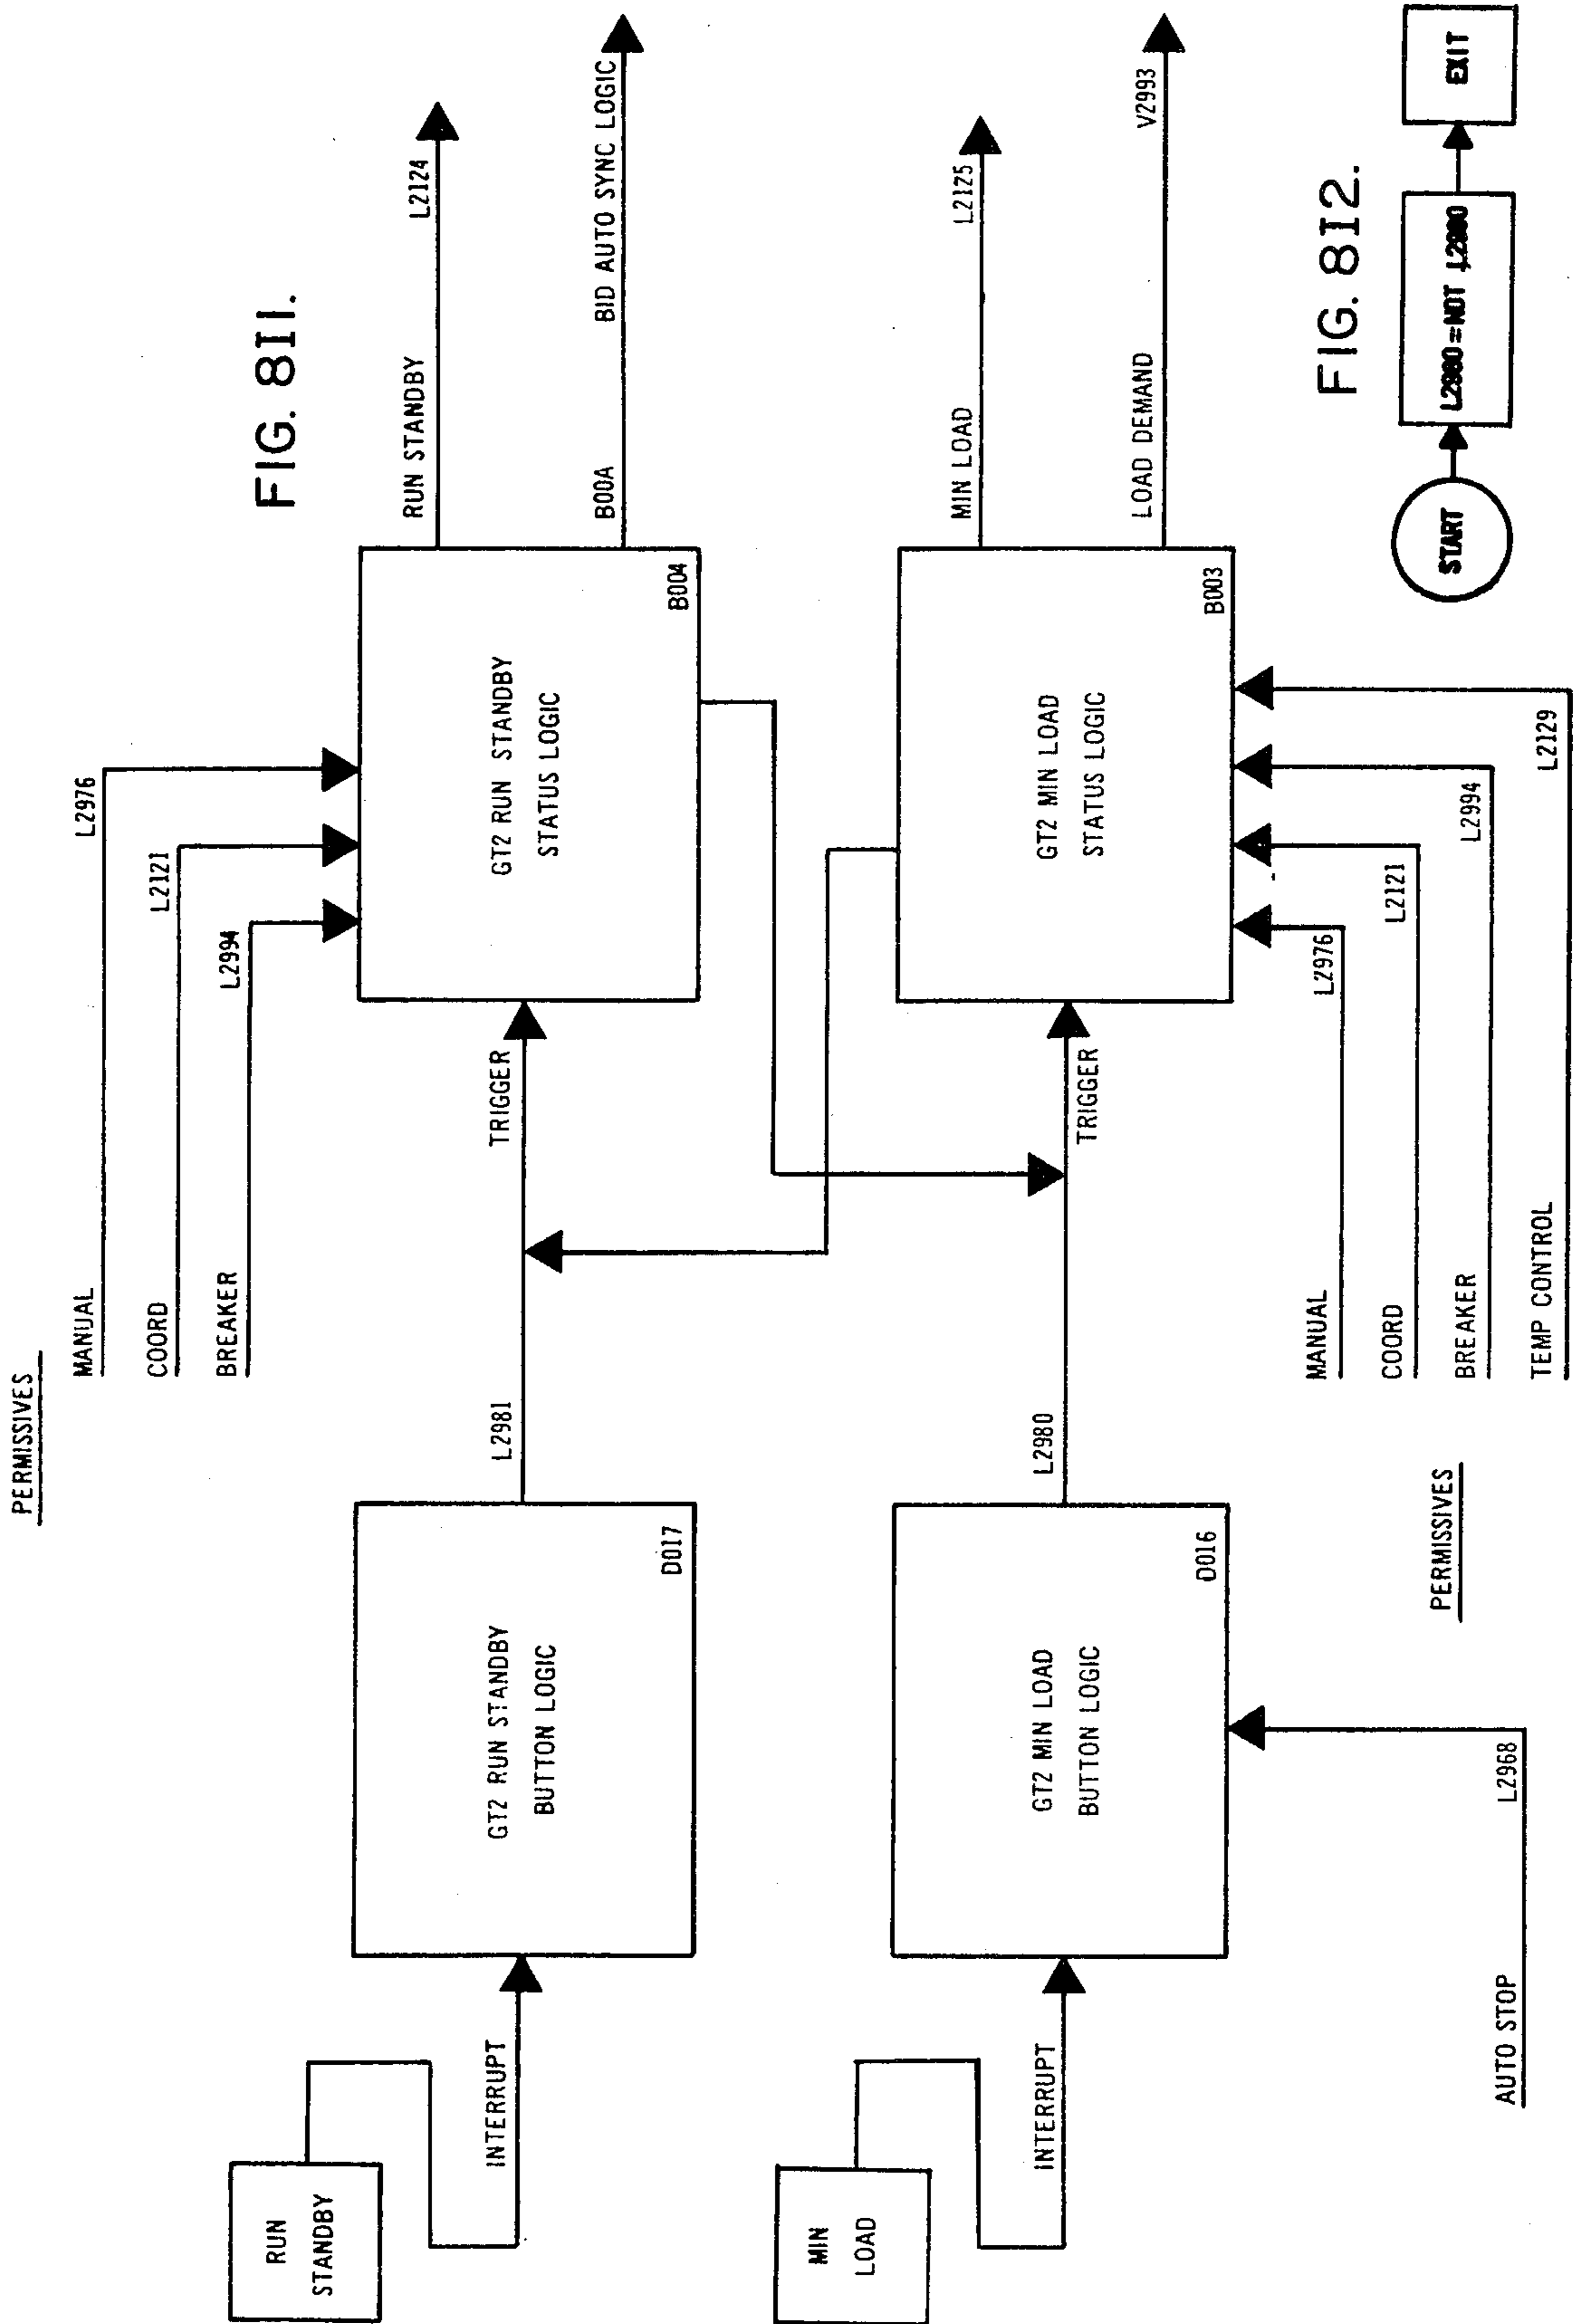 FIG. 8I1.
PERMISSIVES
MANUAL
L2976
COORD
L2121
BREAKER
L2994
RUN
STANDBY
INTERRUPT
GT2 RUN STANDBY
BUTTON LOGIC
D017
L2981
TRIGGER
GT2 RUN STANDBY
STATUS LOGIC
B004
RUN STANDBY
L2124
B00A
BID AUTO SYNC LOGIC
MIN
LOAD
INTERRUPT
GT2 MIN LOAD
BUTTON LOGIC
D016
L2980
TRIGGER
GT2 MIN LOAD
STATUS LOGIC
B003
MIN LOAD
L2125
LOAD DEMAND
V2993
AUTO STOP
L2968
PERMISSIVES
MANUAL
L2976
COORD
L2121
BREAKER
L2994
TEMP CONTROL
L2129
FIG. 8I2.
START
L2980 = NOT L2980
EXIT